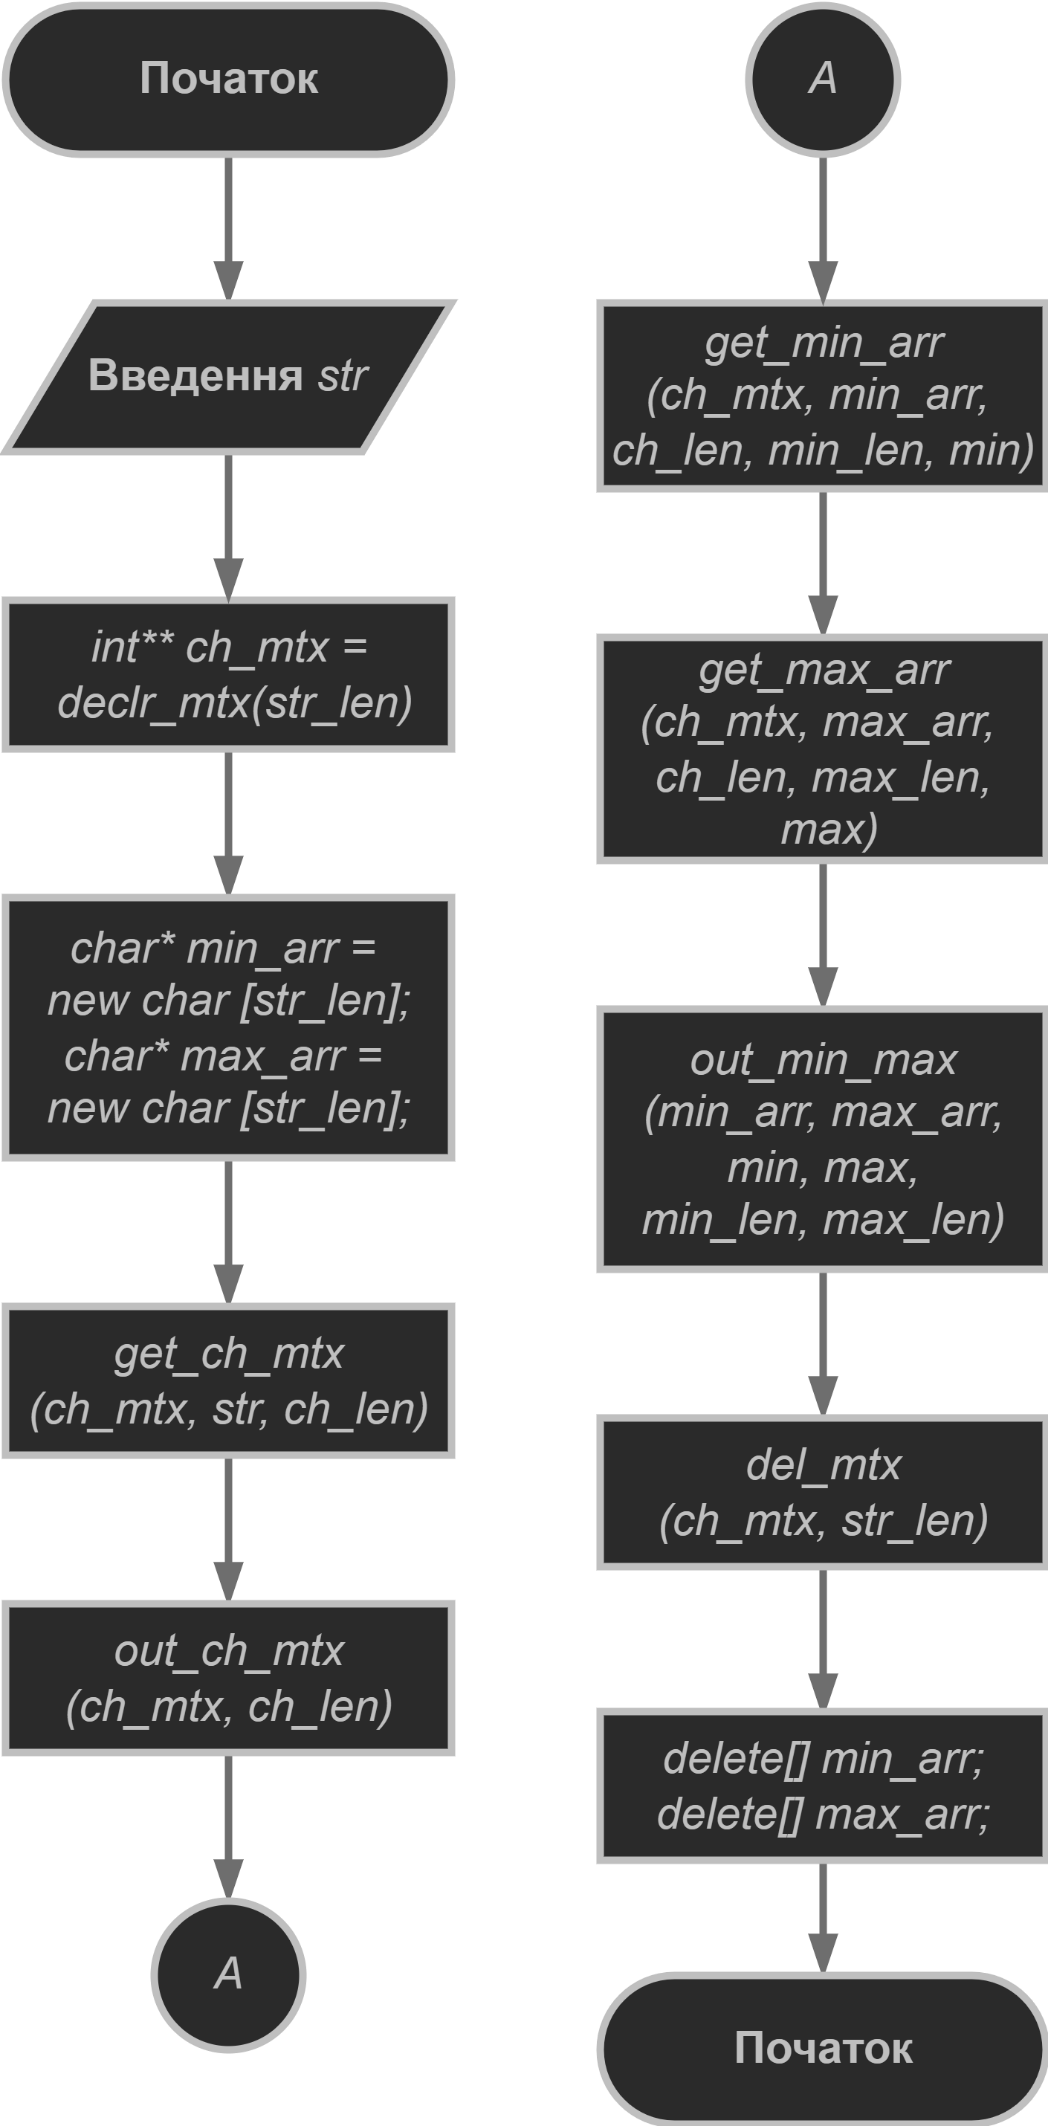 Початок
Введення str
int** ch_mtx =
declr_mtx(str_len)
char* min_arr =
new char [str_len];
char* max_arr =
new char [str_len];
get_ch_mtx
(ch_mtx, str, ch_len)
out_ch_mtx
(ch_mtx, ch_len)
A
A
get_min_arr
(ch_mtx, min_arr,
ch_len, min_len, min)
get_max_arr
(ch_mtx, max_arr,
ch_len, max_len,
max)
out_min_max
(min_arr, max_arr,
min, max,
min_len, max_len)
del_mtx
(ch_mtx, str_len)
delete[] min_arr;
delete[] max_arr;
Початок